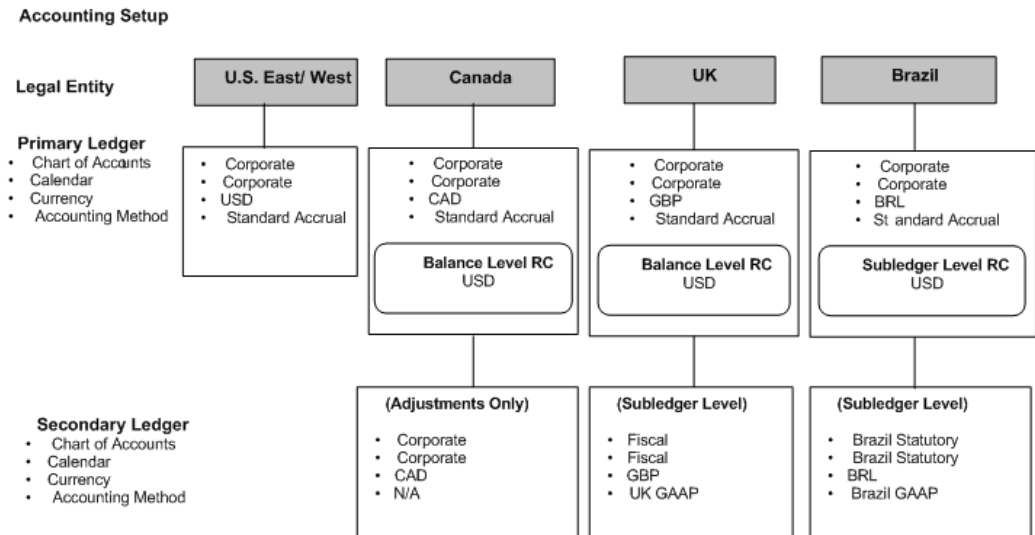 Accounting Setup
Legal Entity
U.S. East/ West
Canada
UK
Brazil
Primary Ledger
• Chart of Accounts
• Calendar
• Currency
• Accounting Method
• Corporate
• Corporate
• USD
• Standard Accrual
• Corporate
• Corporate
• CAD
• Standard Accrual
Balance Level RC
USD
• Corporate
• Corporate
• GBP
• Standard Accrual
Balance Level RC
USD
• Corporate
• Corporate
• BRL
• St andard Accrual
Subledger Level RC
USD
Secondary Ledger
• Chart of Accounts
• Calendar
• Currency
• Accounting Method
(Adjustments Only)
• Corporate
• Corporate
• CAD
• N/A
(Subledger Level)
• Fiscal
• Fiscal
• GBP
• UK GAAP
(Subledger Level)
• Brazil Statutory
• Brazil Statutory
• BRL
• Brazil GAAP